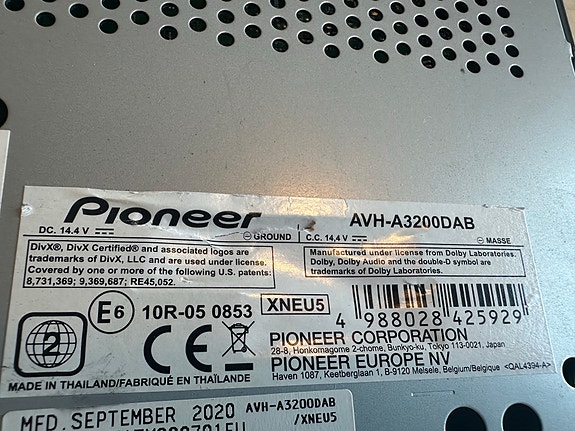 Pioneer AVH-A3200DAB
DC. 14.4 V ⎓ ⊖ GROUND C.C. 14,4 V ⎓ ⊖ MASSE
DivX®, DivX Certified® and associated logos are
trademarks of DivX, LLC and are used under license.
Covered by one or more of the following U.S. patents:
8,731,369; 9,369,687; RE45,052.
Manufactured under license from Dolby Laboratories.
Dolby, Dolby Audio and the double-D symbol are
trademarks of Dolby Laboratories.
E6 10R-05 0853 XNEU5
4 988028 425929
2 CE
PIONEER CORPORATION
28-8, Honkomagome 2-chome, Bunkyo-ku, Tokyo 113-0021, Japan
PIONEER EUROPE NV
Haven 1087, Keetberglaan 1, B-9120 Melsele, Belgium/Belgique <QAL4394-A>
MADE IN THAILAND/FABRIQUÉ EN THAÏLANDE
MFD. SEPTEMBER 2020 AVH-A3200DAB
/XNEU5